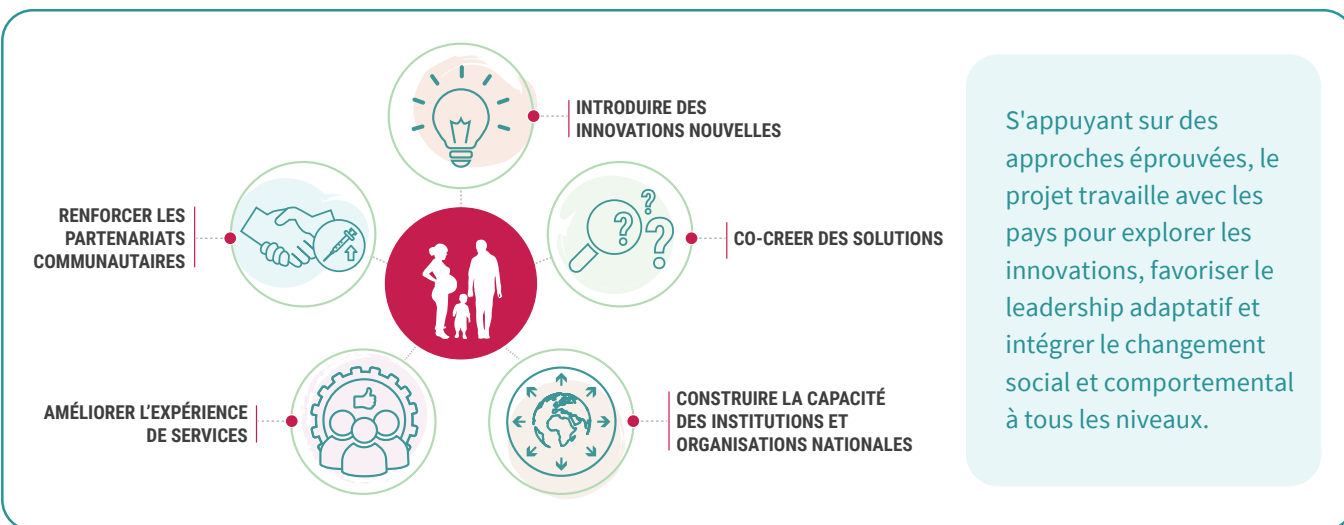 INTRODUIRE DES
INNOVATIONS NOUVELLES
RENFORCER LES
PARTENARIATS
COMMUNAUTAIRES
CO-CREER DES SOLUTIONS
AMÉLIORER L'EXPÉRIENCE
DE SERVICES
CONSTRUIRE LA CAPACITÉ
DES INSTITUTIONS ET
ORGANISATIONS NATIONALES
S'appuyant sur des
approches éprouvées, le
projet travaille avec les
pays pour explorer les
innovations, favoriser le
leadership adaptatif et
intégrer le changement
social et comportemental
à tous les niveaux.